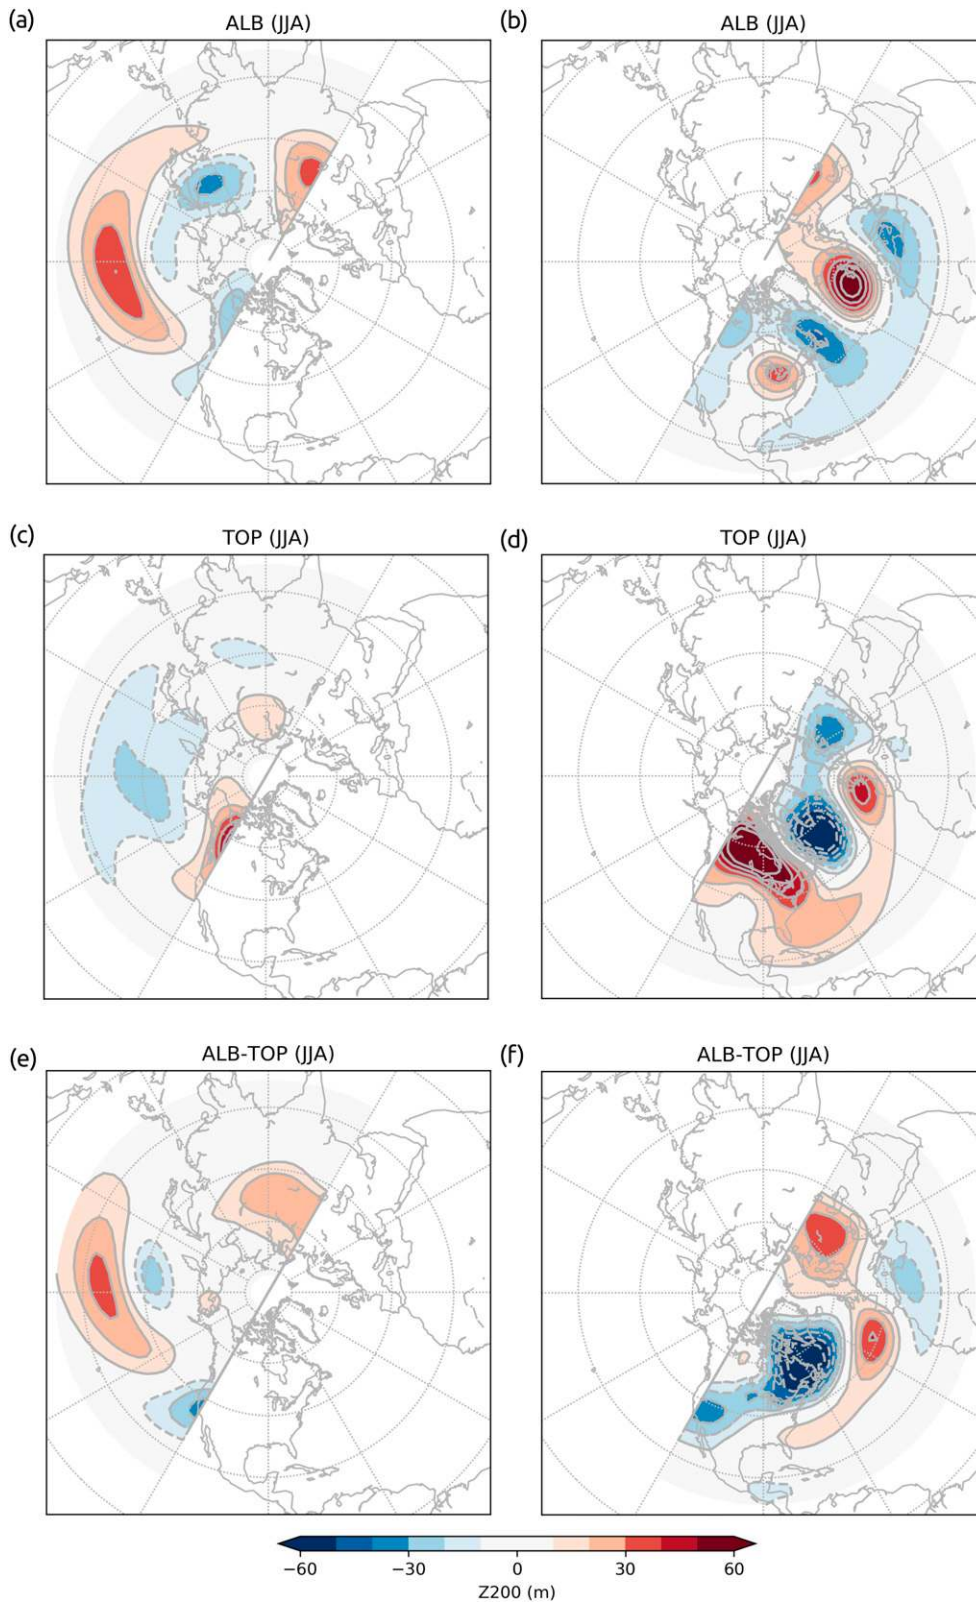 (a)
ALB (JJA)
(b)
ALB (JJA)
(c)
TOP (JJA)
(d)
TOP (JJA)
(e)
ALB-TOP (JJA)
(f)
ALB-TOP (JJA)
−60
−30
0
30
60
Z200 (m)